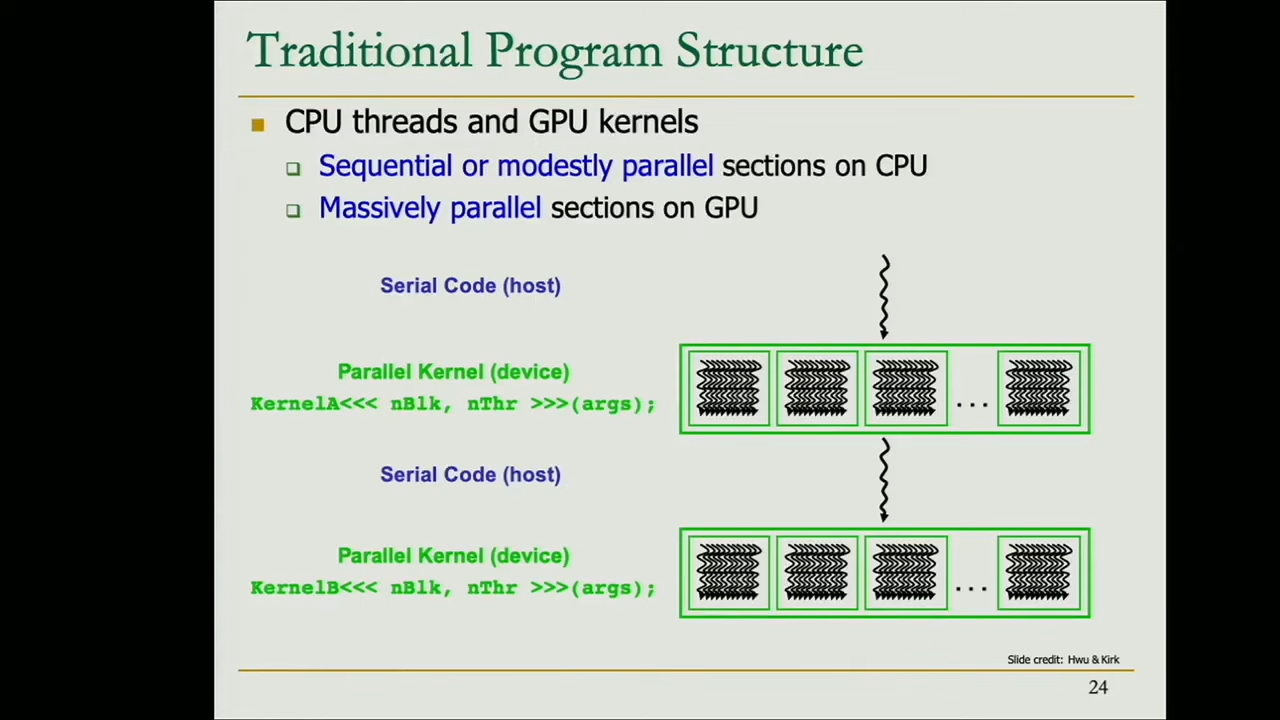 Traditional Program Structure
CPU threads and GPU kernels
Sequential or modestly parallel sections on CPU
Massively parallel sections on GPU
Serial Code (host)
Parallel Kernel (device)
KernelA<<< nBlk, nThr >>>(args);
...
Serial Code (host)
Parallel Kernel (device)
KernelB<<< nBlk, nThr >>>(args);
...
Slide credit: Hwu & Kirk
24